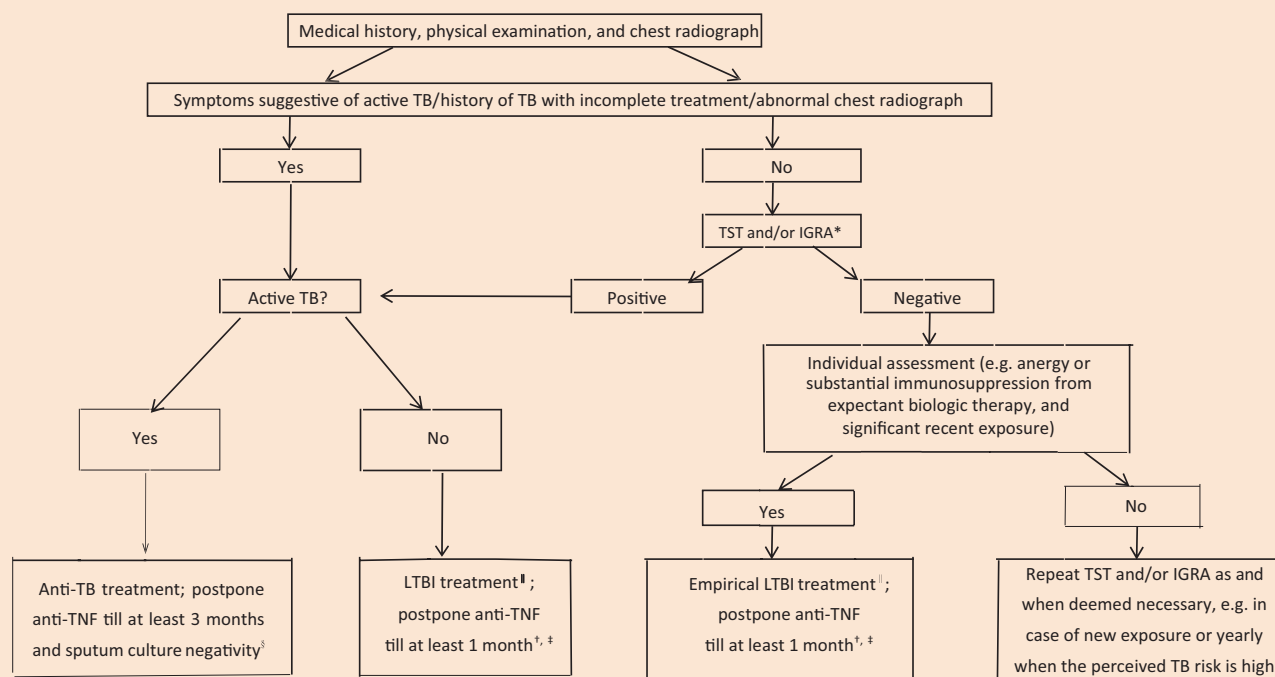 Medical history, physical examination, and chest radiograph
Symptoms suggestive of active TB/history of TB with incomplete treatment/abnormal chest radiograph
Yes
No
TST and/or IGRA*
Active TB?
Positive
Negative
Individual assessment (e.g. anergy or
substantial immunosuppression from
expectant biologic therapy, and
significant recent exposure)
Yes
No
Yes
No
Anti-TB treatment; postpone
anti-TNF till at least 3 months
and sputum culture negativity§
LTBI treatment‖ ;
postpone anti-TNF
till at least 1 month†, ‡
Empirical LTBI treatment‖;
postpone anti-TNF
till at least 1 month†, ‡
Repeat TST and/or IGRA as and
when deemed necessary, e.g. in
case of new exposure or yearly
when the perceived TB risk is high